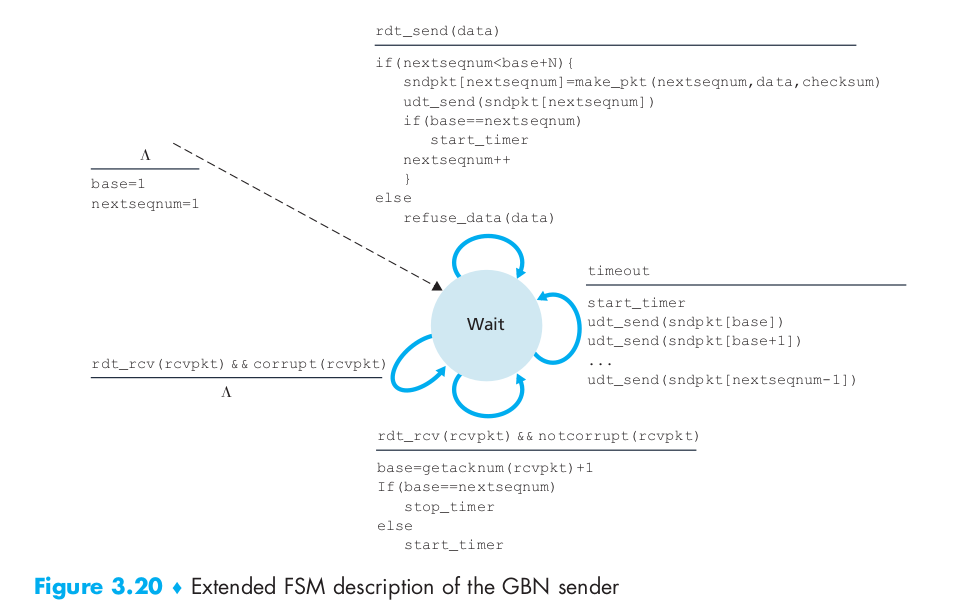 rdt_send(data)
if(nextseqnum<base+N){
sndpkt[nextseqnum]=make_pkt(nextseqnum,data,checksum)
udt_send(sndpkt[nextseqnum])
if(base==nextseqnum)
start_timer
nextseqnum++
}
else
refuse_data(data)
Λ
base=1
nextseqnum=1
Wait
timeout
start_timer
udt_send(sndpkt[base])
udt_send(sndpkt[base+1])
...
udt_send(sndpkt[nextseqnum-1])
rdt_rcv(rcvpkt) && corrupt(rcvpkt)
Λ
rdt_rcv(rcvpkt) && notcorrupt(rcvpkt)
base=getacknum(rcvpkt)+1
If(base==nextseqnum)
stop_timer
else
start_timer
Figure 3.20 ♦ Extended FSM description of the GBN sender